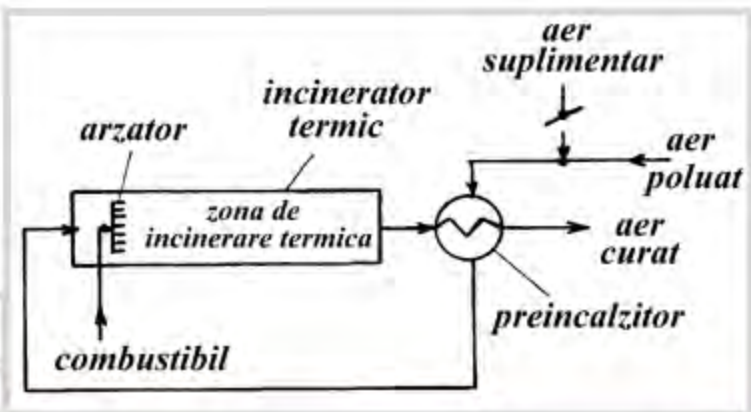 aer
suplimentar
incinerator
termic
arzator
aer
poluat
zona de
incinerare termica
aer
curat
preincalzitor
combustibil